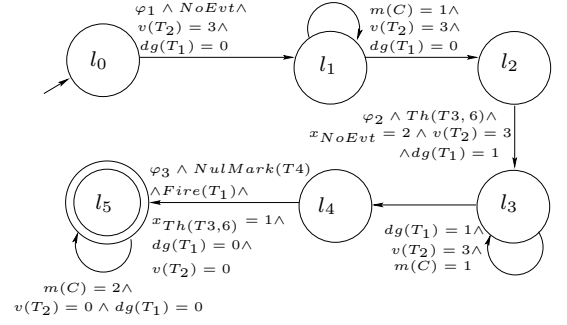 φ₁ ∧ NoEvt∧
v(T₂) = 3∧
dg(T₁) = 0
m(C) = 1∧
v(T₂) = 3∧
dg(T₁) = 0
l₀
l₁
l₂
φ₂ ∧ Th(T3, 6)∧
x_NoEvt = 2 ∧ v(T₂) = 3
∧dg(T₁) = 1
φ₃ ∧ NulMark(T4)
∧Fire(T₁)∧
x_Th(T3,6) = 1∧
dg(T₁) = 0∧
v(T₂) = 0
l₅
l₄
l₃
dg(T₁) = 1∧
v(T₂) = 3∧
m(C) = 1
m(C) = 2∧
v(T₂) = 0 ∧ dg(T₁) = 0